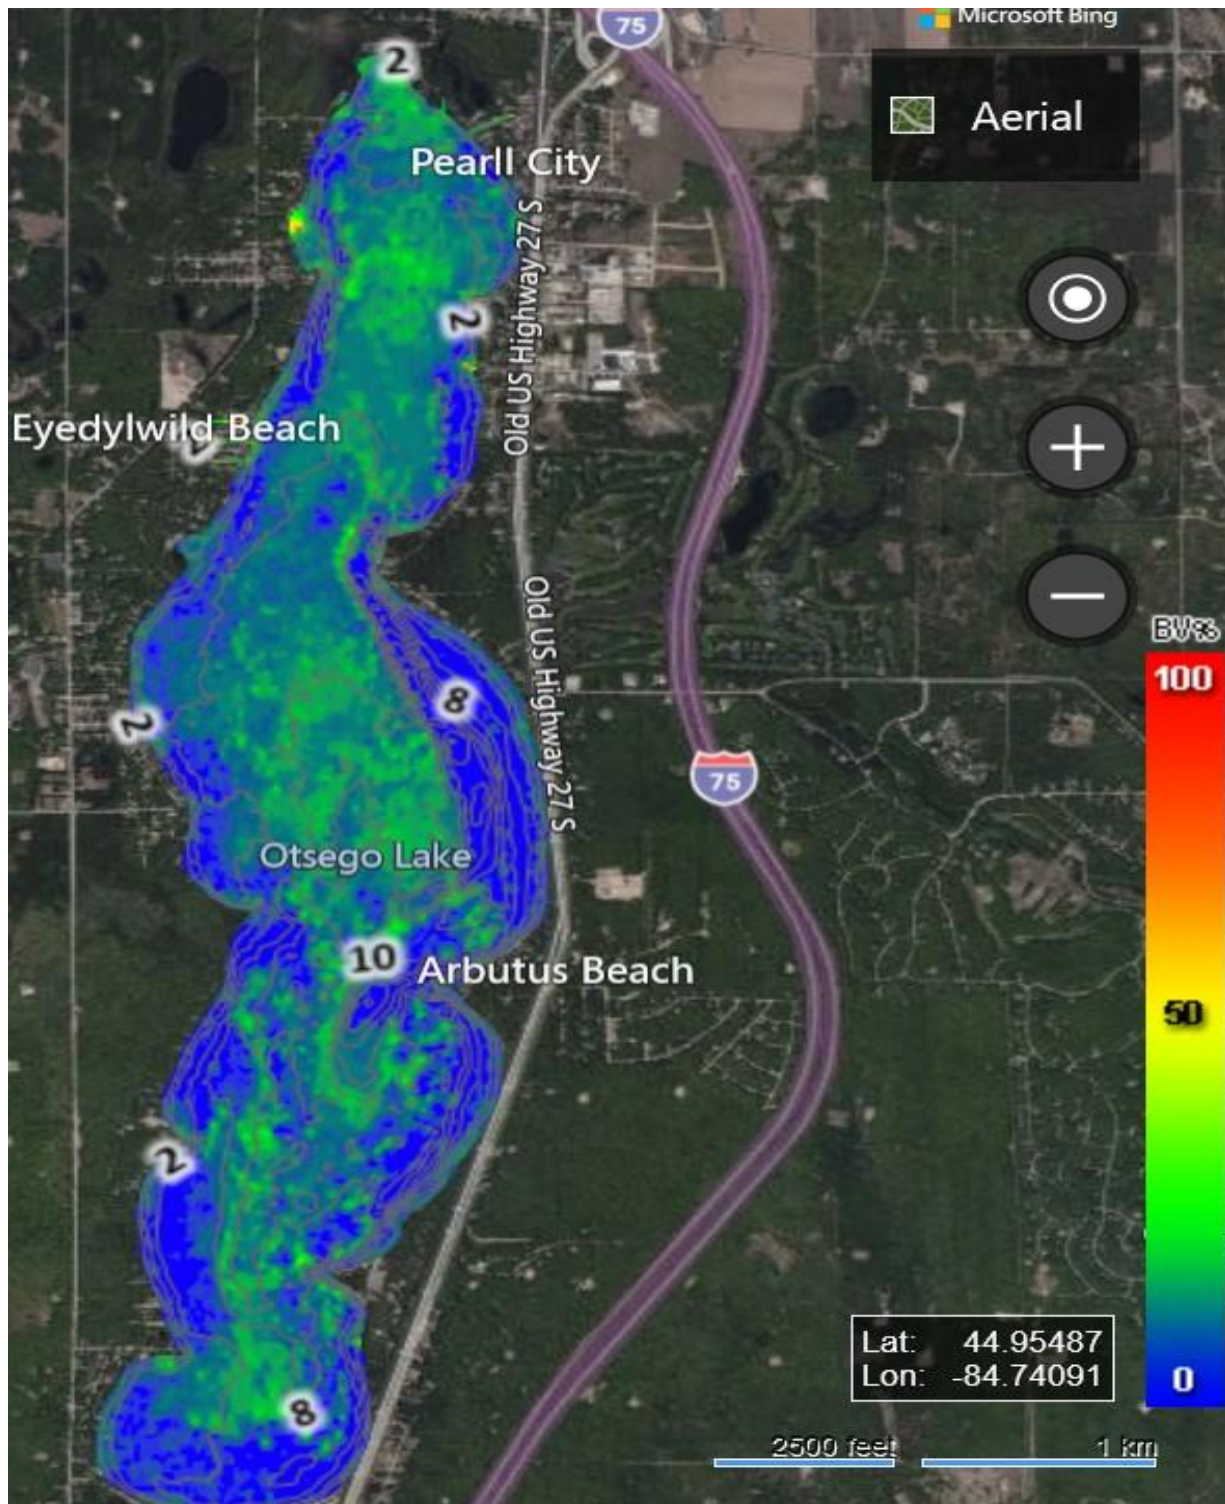 75
Microsoft Bing
2
Aerial
Pearll City
Old US Highway 27 S
2
Eyedylwild Beach
Old US Highway 27 S
BV%
100
8
2
75
Otsego Lake
10
Arbutus Beach
50
2
Lat: 44.95487
Lon: -84.74091
0
8
2500 feet
1 km